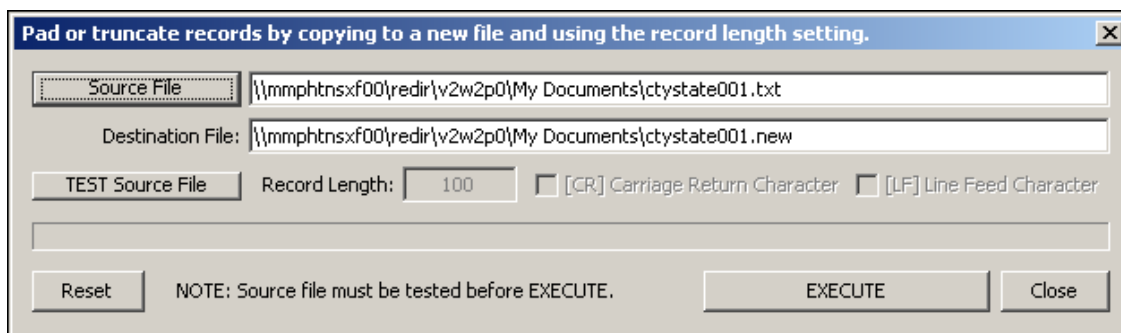 Pad or truncate records by copying to a new file and using the record length setting.
Source File \\mmphtnsxf00\redir\v2w2p0\My Documents\ctystate001.txt
Destination File: \\mmphtnsxf00\redir\v2w2p0\My Documents\ctystate001.new
TEST Source File Record Length: 100 [CR] Carriage Return Character [LF] Line Feed Character
Reset NOTE: Source file must be tested before EXECUTE. EXECUTE Close